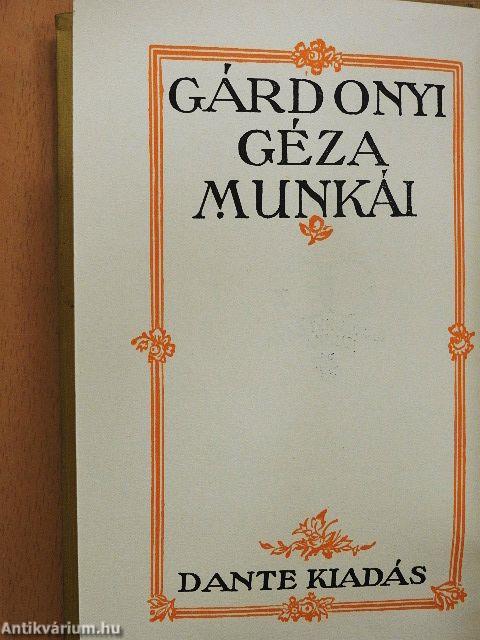 GÁRDONYI
GÉZA
MUNKÁI
DANTE KIADÁS
Antikvárium.hu